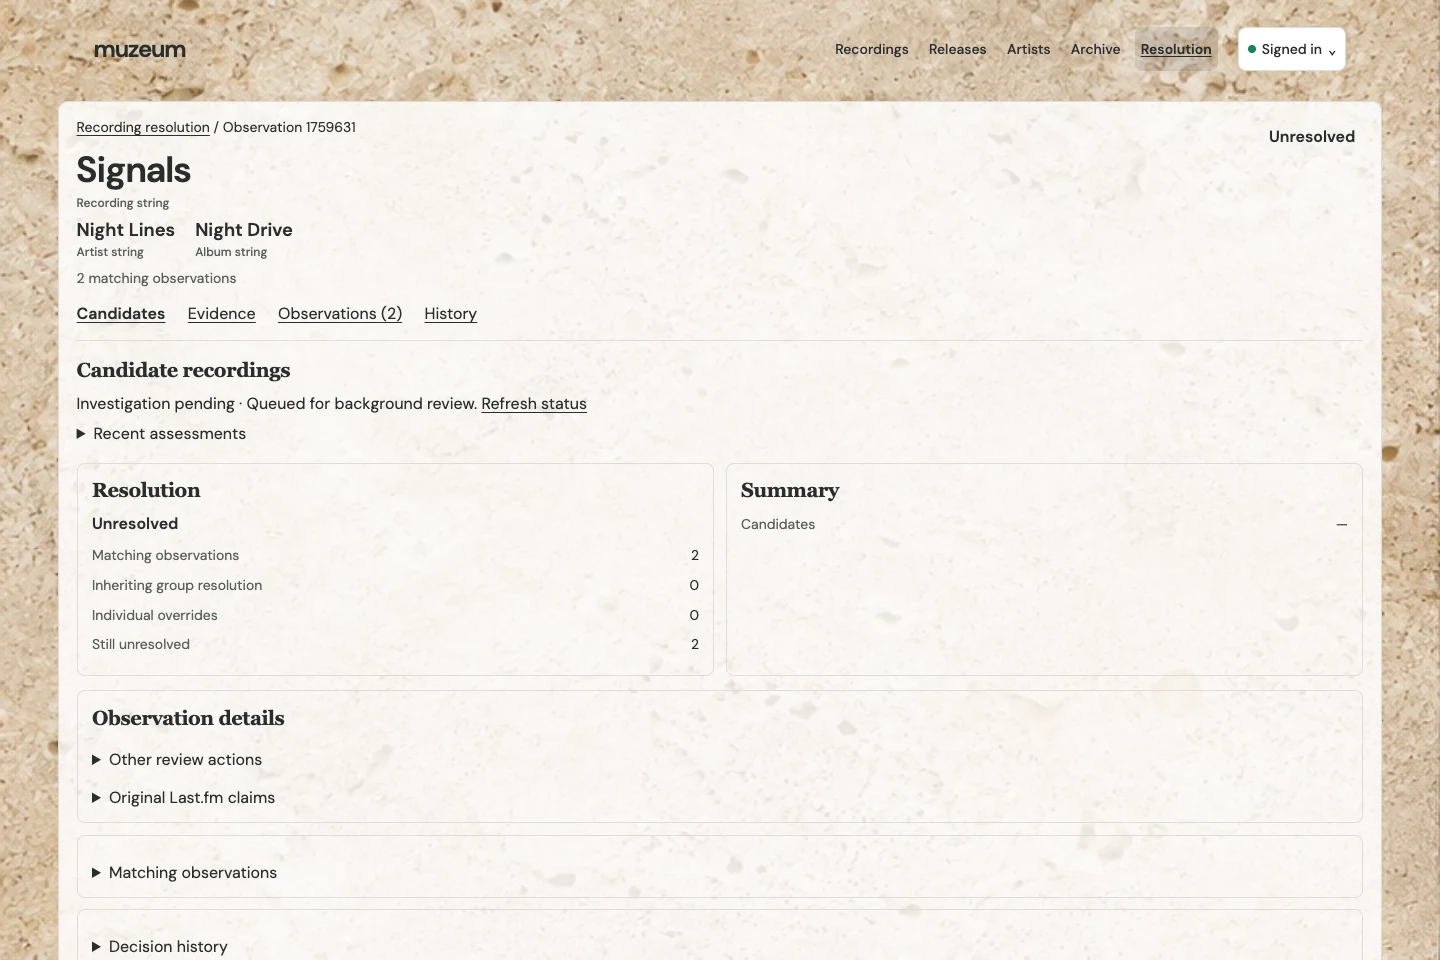 muzeum
Recordings Releases Artists Archive Resolution Signed in
Recording resolution / Observation 1759631
Unresolved
Signals
Recording string
Night Lines Night Drive
Artist string Album string
2 matching observations
Candidates Evidence Observations (2) History
Candidate recordings
Investigation pending · Queued for background review. Refresh status
Recent assessments
Resolution
Unresolved
Matching observations 2
Inheriting group resolution 0
Individual overrides 0
Still unresolved 2
Summary
Candidates —
Observation details
Other review actions
Original Last.fm claims
Matching observations
Decision history